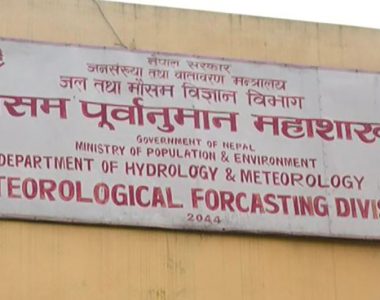 नेपाल सरकार
जनसंख्या तथा वातावरण मन्त्रालय
जल तथा मौसम विज्ञान विभाग
सम पूर्वानुमान महाशाख
GOVERNMENT OF NEPAL
MINISTRY OF POPULATION & ENVIRONMENT
DEPARTMENT OF HYDROLOGY & METEOROLOGY
TEOROLOGICAL FORCASTING DIVIS
2044